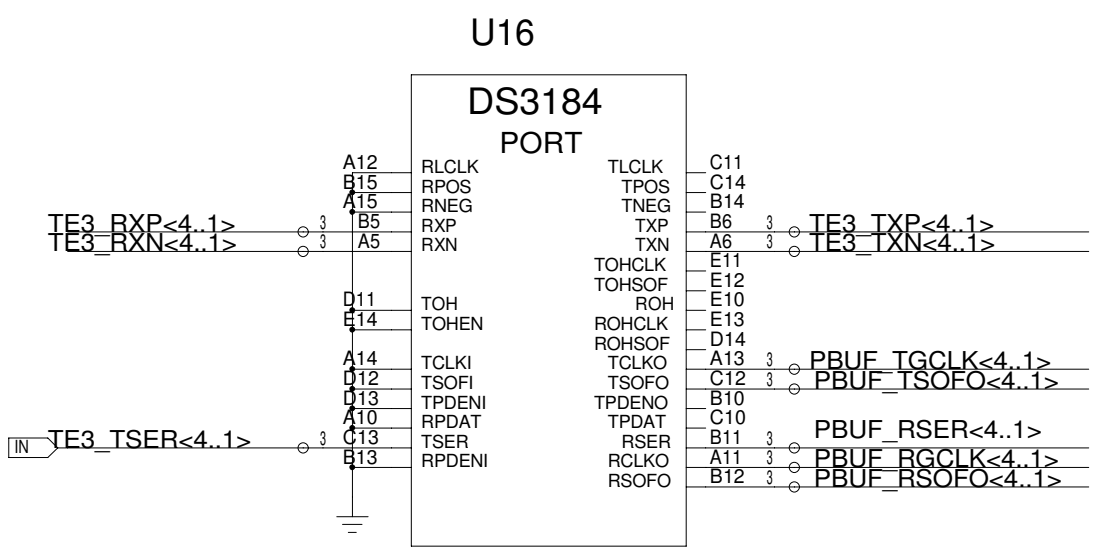 U16
DS3184
PORT
A12 RLCLK TLCLK C11
B15 RPOS TPOS C14
A15 RNEG TNEG B14
TE3_RXP<4..1> 3 B5 RXP TXP B6 3 TE3_TXP<4..1>
TE3_RXN<4..1> 3 A5 RXN TXN A6 3 TE3_TXN<4..1>
TOHCLK E11
TOHSOF E12
D11 TOH ROH E10
E14 TOHEN ROHCLK E13
ROHSOF D14
A14 TCLKI TCLKO A13 3 PBUF_TGCLK<4..1>
D12 TSOFI TSOFO C12 3 PBUF_TSOFO<4..1>
D13 TPDENI TPDENO B10
A10 RPDAT TPDAT C10
IN TE3_TSER<4..1> 3 C13 TSER RSER B11 3 PBUF_RSER<4..1>
B13 RPDENI RCLKO A11 3 PBUF_RGCLK<4..1>
RSOFO B12 3 PBUF_RSOFO<4..1>